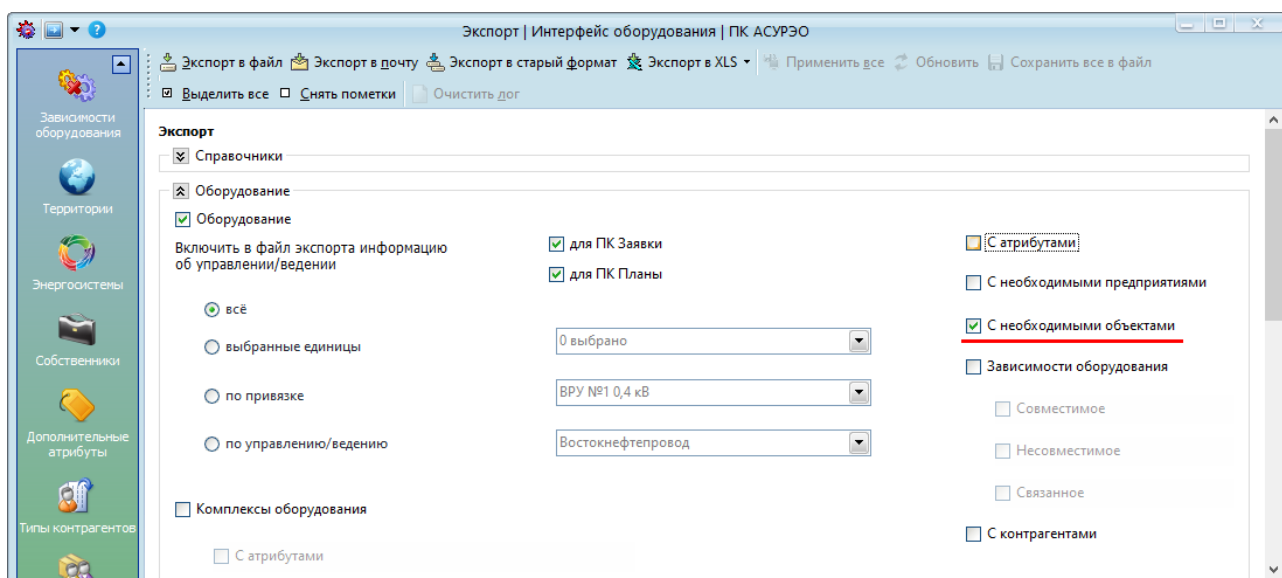 Экспорт | Интерфейс оборудования | ПК АСУРЭО
Экспорт в файл Экспорт в почту Экспорт в старый формат Экспорт в XLS Применить все Обновить Сохранить все в файл
Выделить все Снять пометки Очистить лог
Зависимости
оборудования
Территории
Энергосистемы
Собственники
Дополнительные
атрибуты
Типы контрагентов
Экспорт
Справочники
Оборудование
Оборудование
Включить в файл экспорта информацию
об управлении/ведении
для ПК Заявки
для ПК Планы
всё
выбранные единицы
0 выбрано
по привязке
ВРУ №1 0,4 кВ
по управлению/ведению
Востокнефтепровод
Комплексы оборудования
С атрибутами
С атрибутами
С необходимыми предприятиями
С необходимыми объектами
Зависимости оборудования
Совместимое
Несовместимое
Связанное
С контрагентами